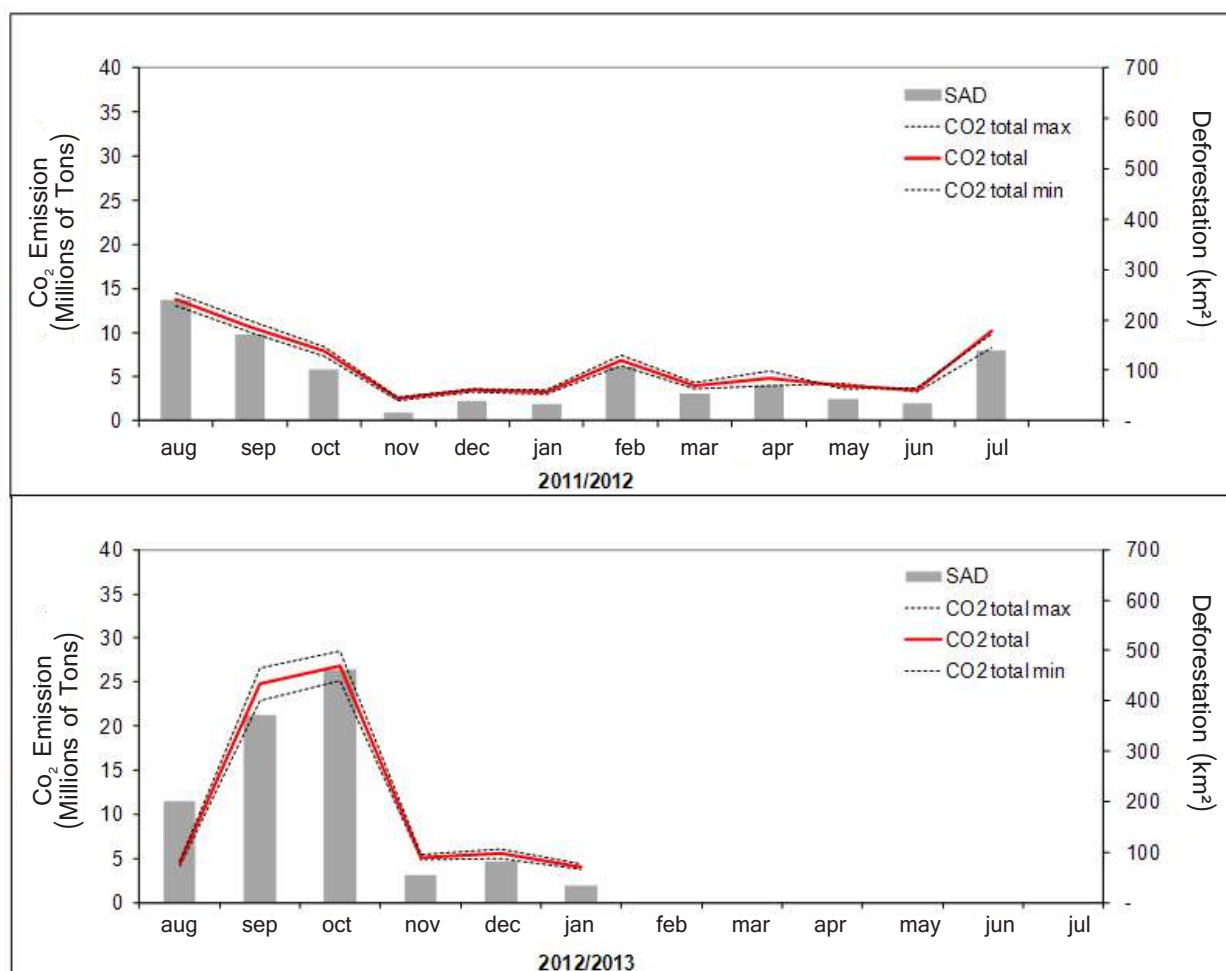 40
35
30
25
20
15
10
5
0
Co₂ Emission
(Millions of Tons)
700
600
500
400
300
200
100
-
Deforestation (km²)
SAD
CO2 total max
CO2 total
CO2 total min
aug sep oct nov dec jan feb mar apr may jun jul
2011/2012
40
35
30
25
20
15
10
5
0
Co₂ Emission
(Millions of Tons)
700
600
500
400
300
200
100
-
Deforestation (km²)
SAD
CO2 total max
CO2 total
CO2 total min
aug sep oct nov dec jan feb mar apr may jun jul
2012/2013